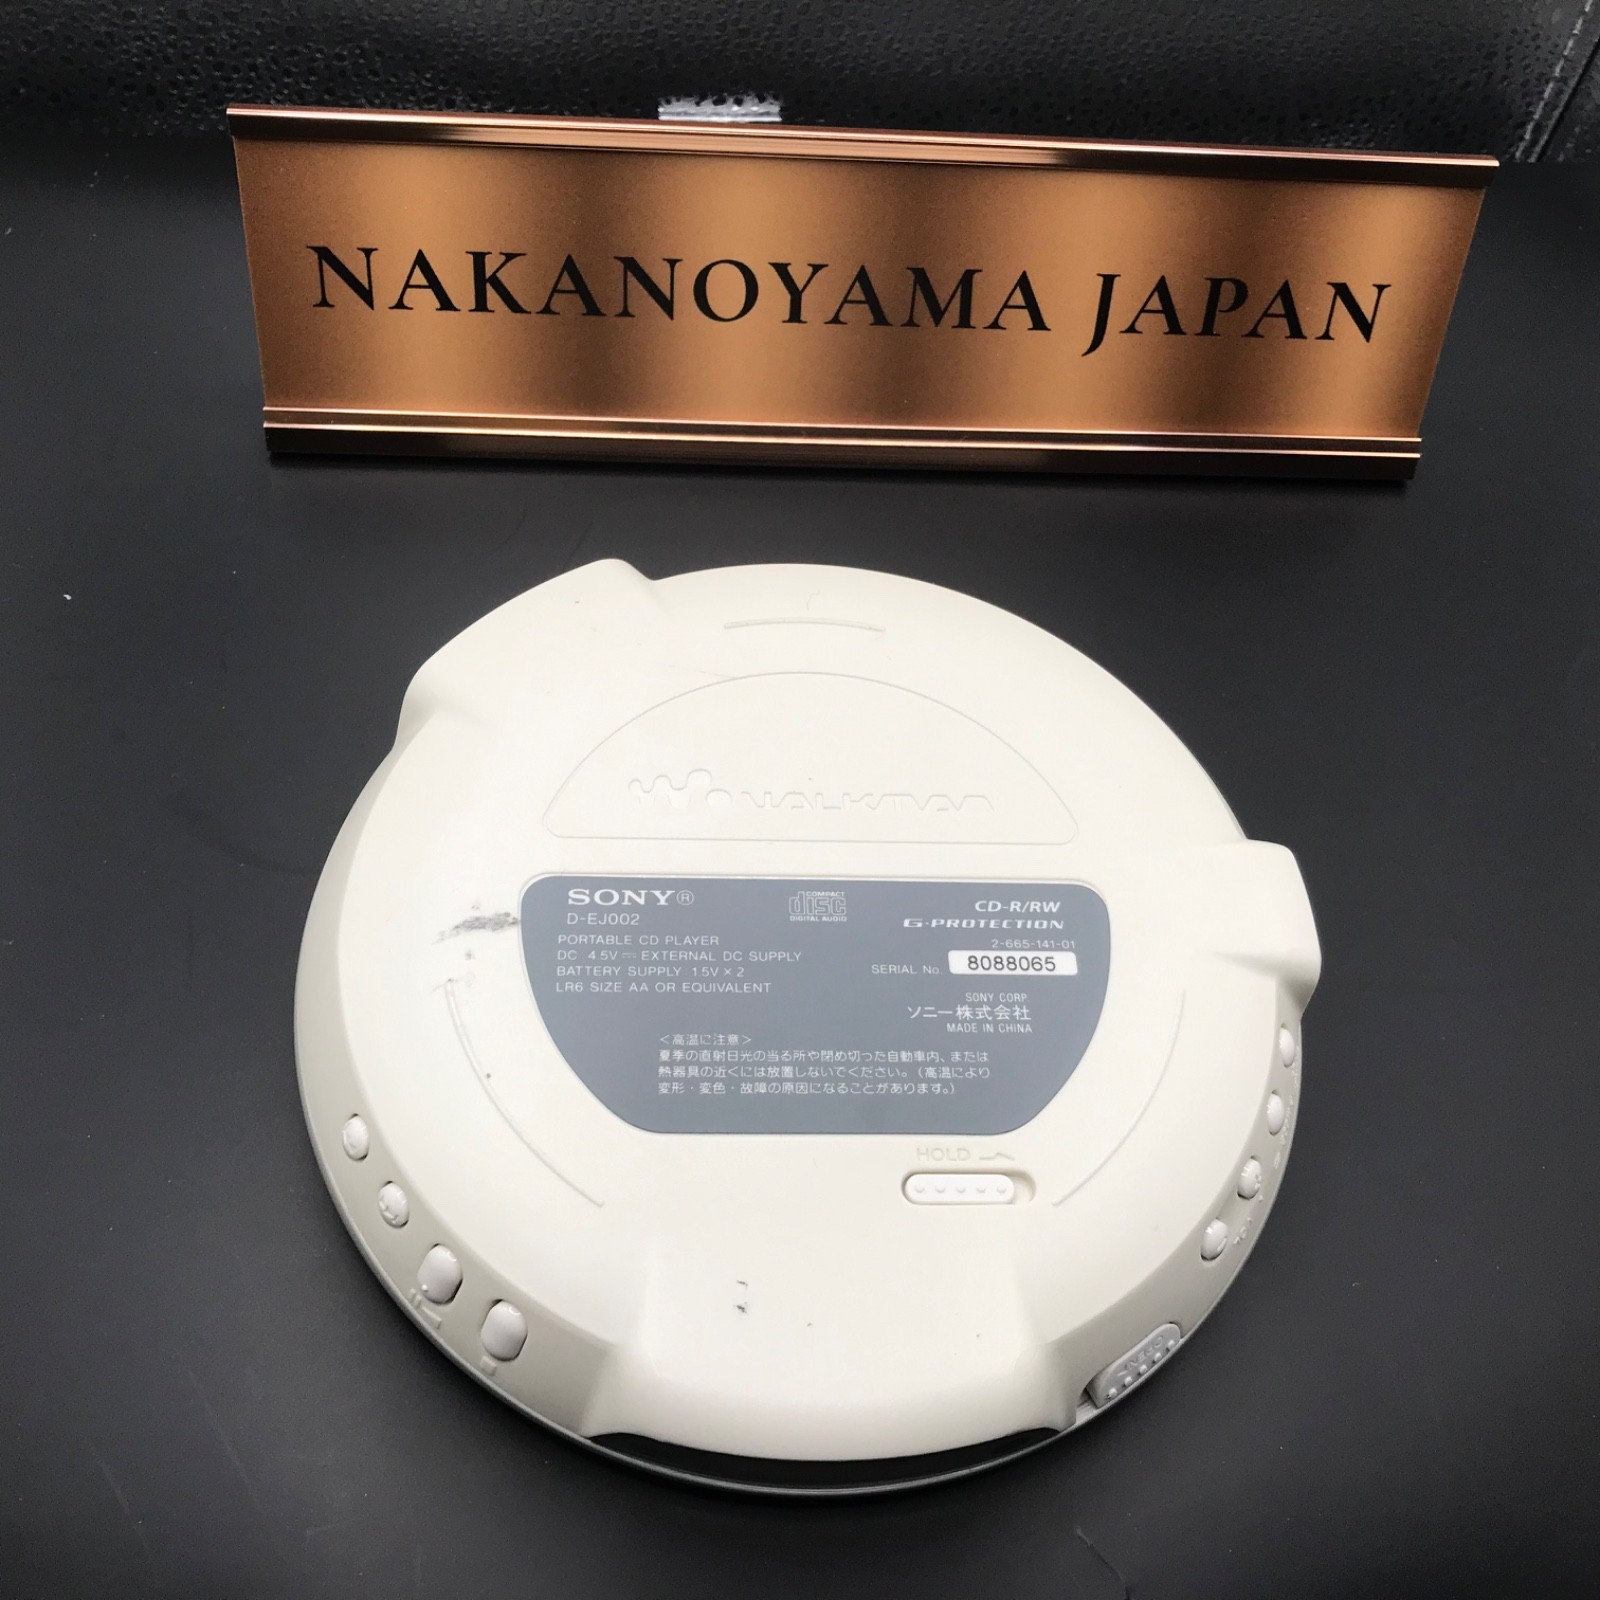 NAKANOYAMA JAPAN
WALKMAN
SONY®
D-EJ002
COMPACT
disc
DIGITAL AUDIO
CD-R/RW
G-PROTECTION
PORTABLE CD PLAYER
DC 4.5V ⎓ EXTERNAL DC SUPPLY
BATTERY SUPPLY: 1.5V × 2
LR6 SIZE AA OR EQUIVALENT
2-665-141-01
SERIAL No. 8088065
SONY CORP.
ソニー株式会社
MADE IN CHINA
<高温に注意>
夏季の直射日光の当る所や閉め切った自動車内、または
熱器具の近くには放置しないでください。(高温により
変形・変色・故障の原因になることがあります。)
HOLD
OPEN
VOL